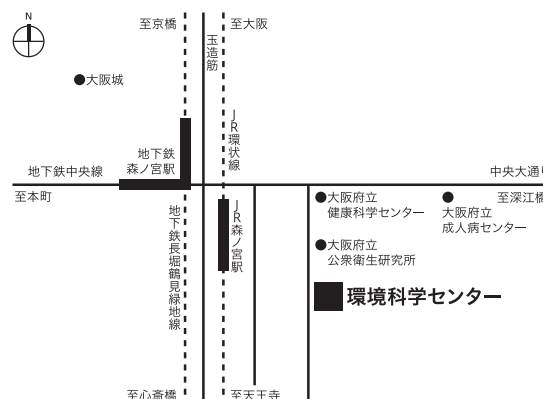 N
至京橋
至大阪
玉造筋
大阪城
JR環状線
地下鉄
森ノ宮駅
地下鉄中央線
中央大通り
至本町
至深江橋
大阪府立
健康科学センター
大阪府立
成人病センター
地下鉄長堀鶴見緑地線
JR森ノ宮駅
大阪府立
公衆衛生研究所
環境科学センター
至心斎橋
至天王寺